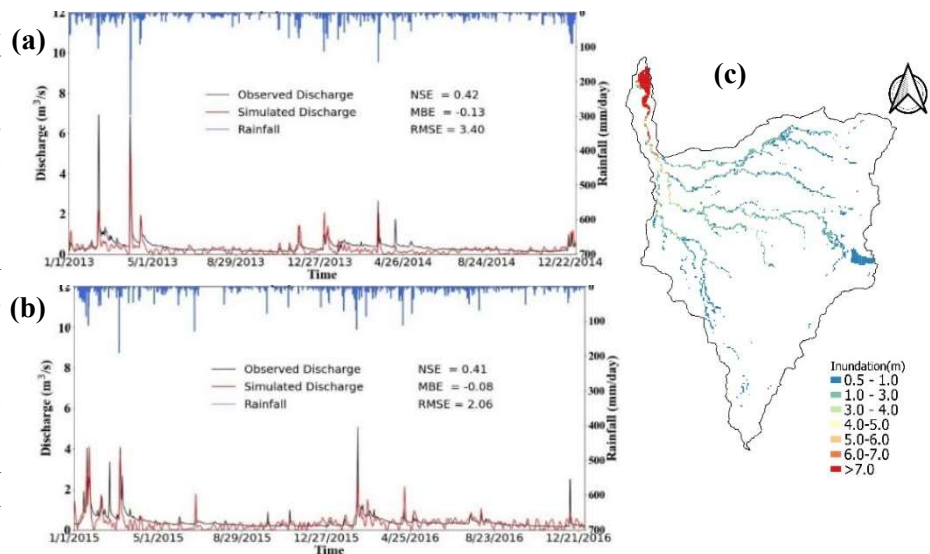 (a)
12
10
8
6
4
2
0
Discharge (m³/s)
Observed Discharge NSE = 0.42
Simulated Discharge MBE = -0.13
Rainfall RMSE = 3.40
0
100
200
300
400
500
600
700
Rainfall (mm/day)
1/1/2013 5/1/2013 8/29/2013 12/27/2013 4/26/2014 8/24/2014 12/22/2014
Time
(b)
12
10
8
6
4
2
0
Discharge (m³/s)
Observed Discharge NSE = 0.41
Simulated Discharge MBE = -0.08
Rainfall RMSE = 2.06
0
100
200
300
400
500
600
700
Rainfall (mm/day)
1/1/2015 5/1/2015 8/29/2015 12/27/2015 4/25/2016 8/23/2016 12/21/2016
Time
(c)
Inundation(m)
0.5 - 1.0
1.0 - 3.0
3.0 - 4.0
4.0-5.0
5.0-6.0
6.0-7.0
>7.0